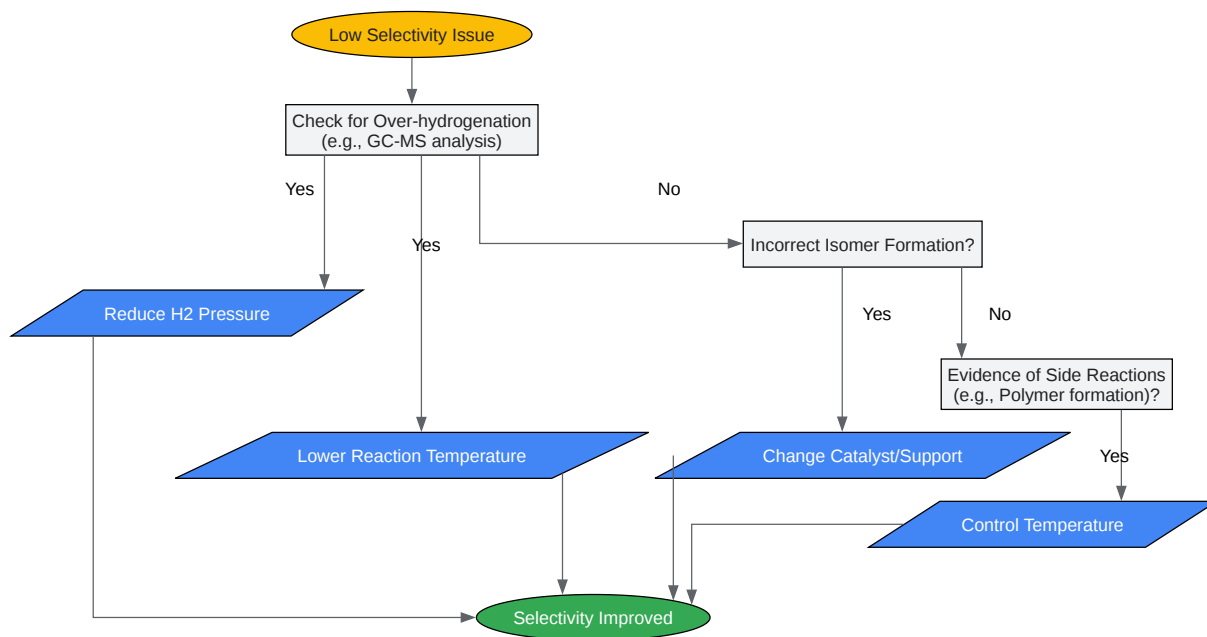 Low Selectivity Issue
Check for Over-hydrogenation
(e.g., GC-MS analysis)
Yes
No
Yes
Incorrect Isomer Formation?
Reduce H2 Pressure
Yes
No
Evidence of Side Reactions
(e.g., Polymer formation)?
Lower Reaction Temperature
Change Catalyst/Support
Yes
Control Temperature
Selectivity Improved